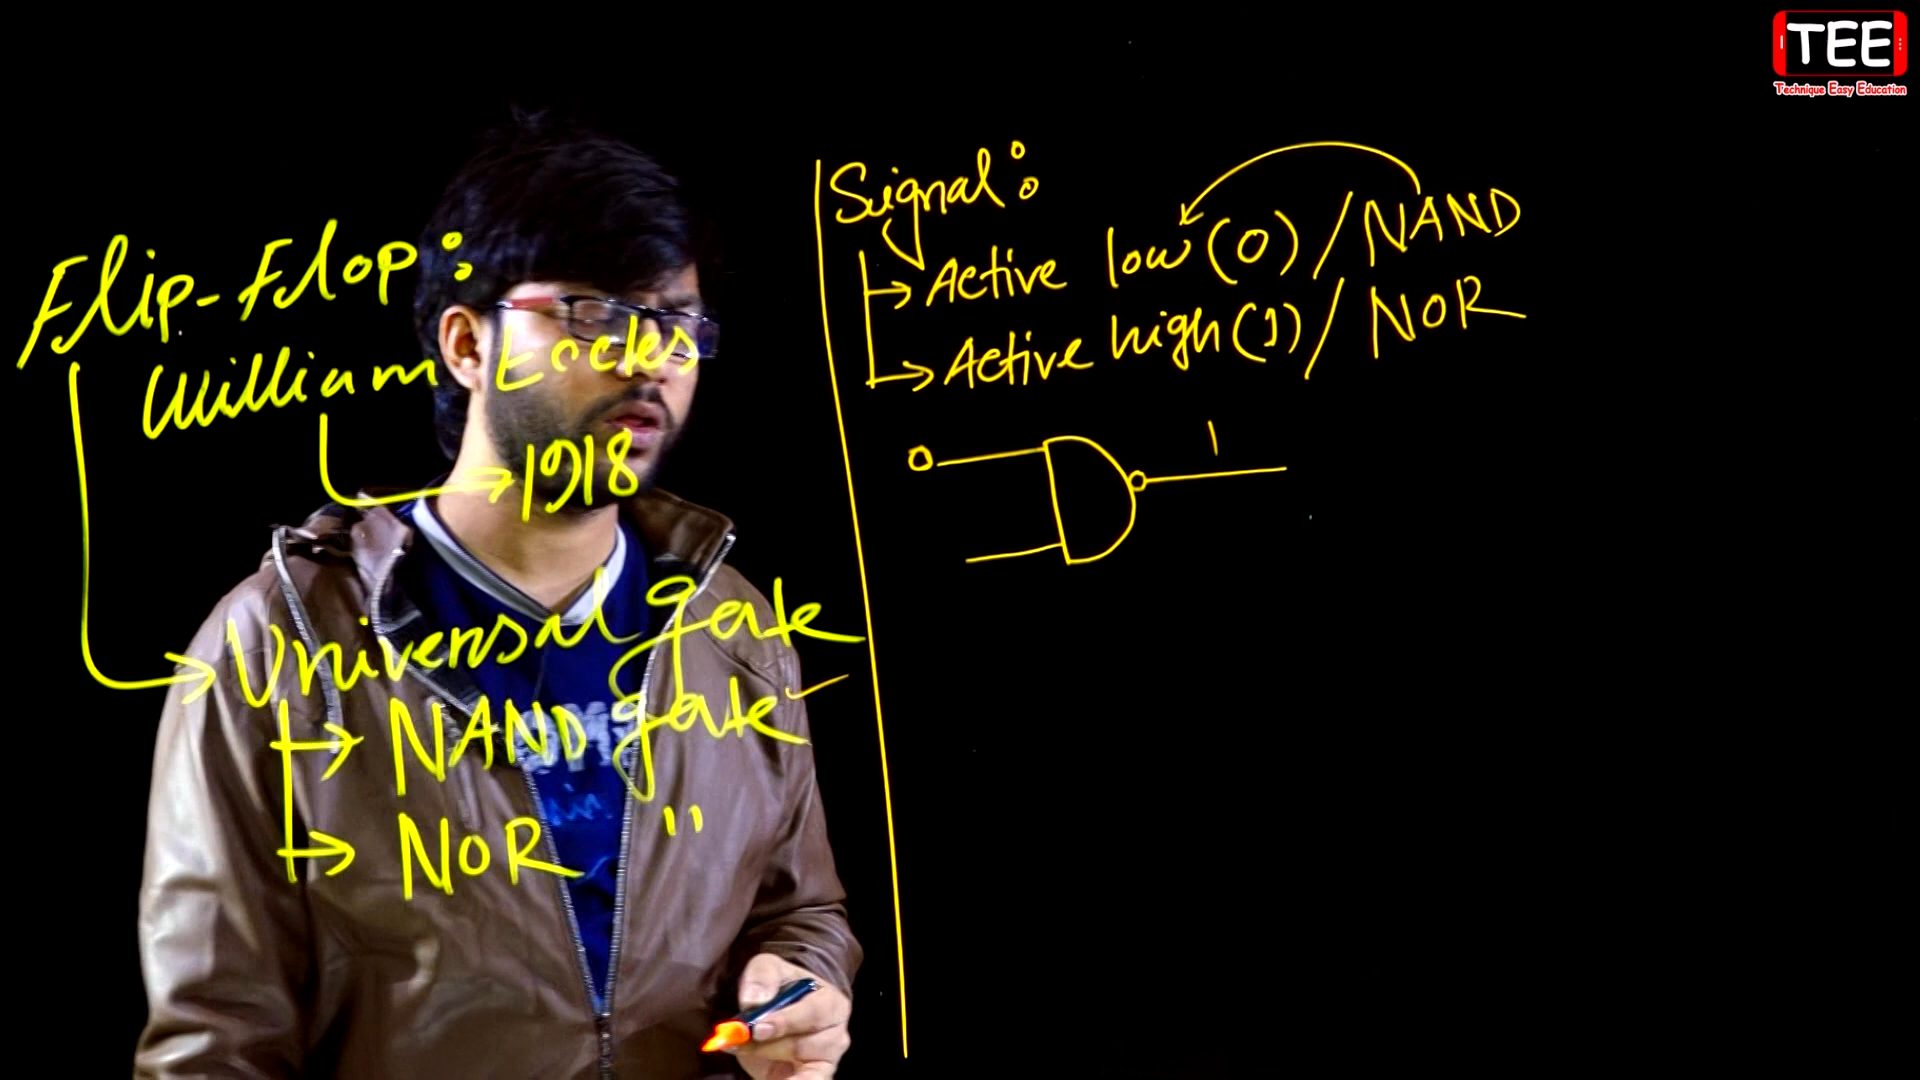 TEE
Technique Easy Education
Flip-Flop:
William Eccles
1918
Universal gate
NAND gate
NOR "
Signal:
Active low (0) / NAND
Active high (1) / NOR
0
1